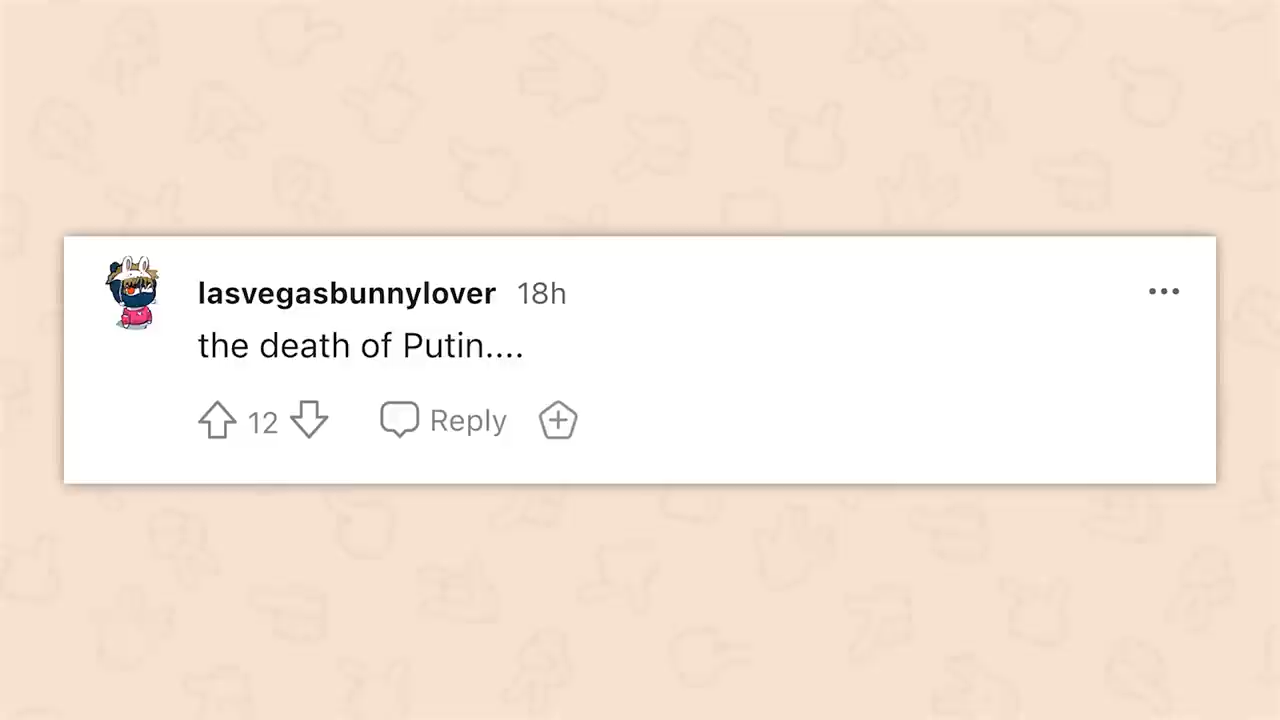 lasvegasbunnylover 18h
the death of Putin....
12 Reply